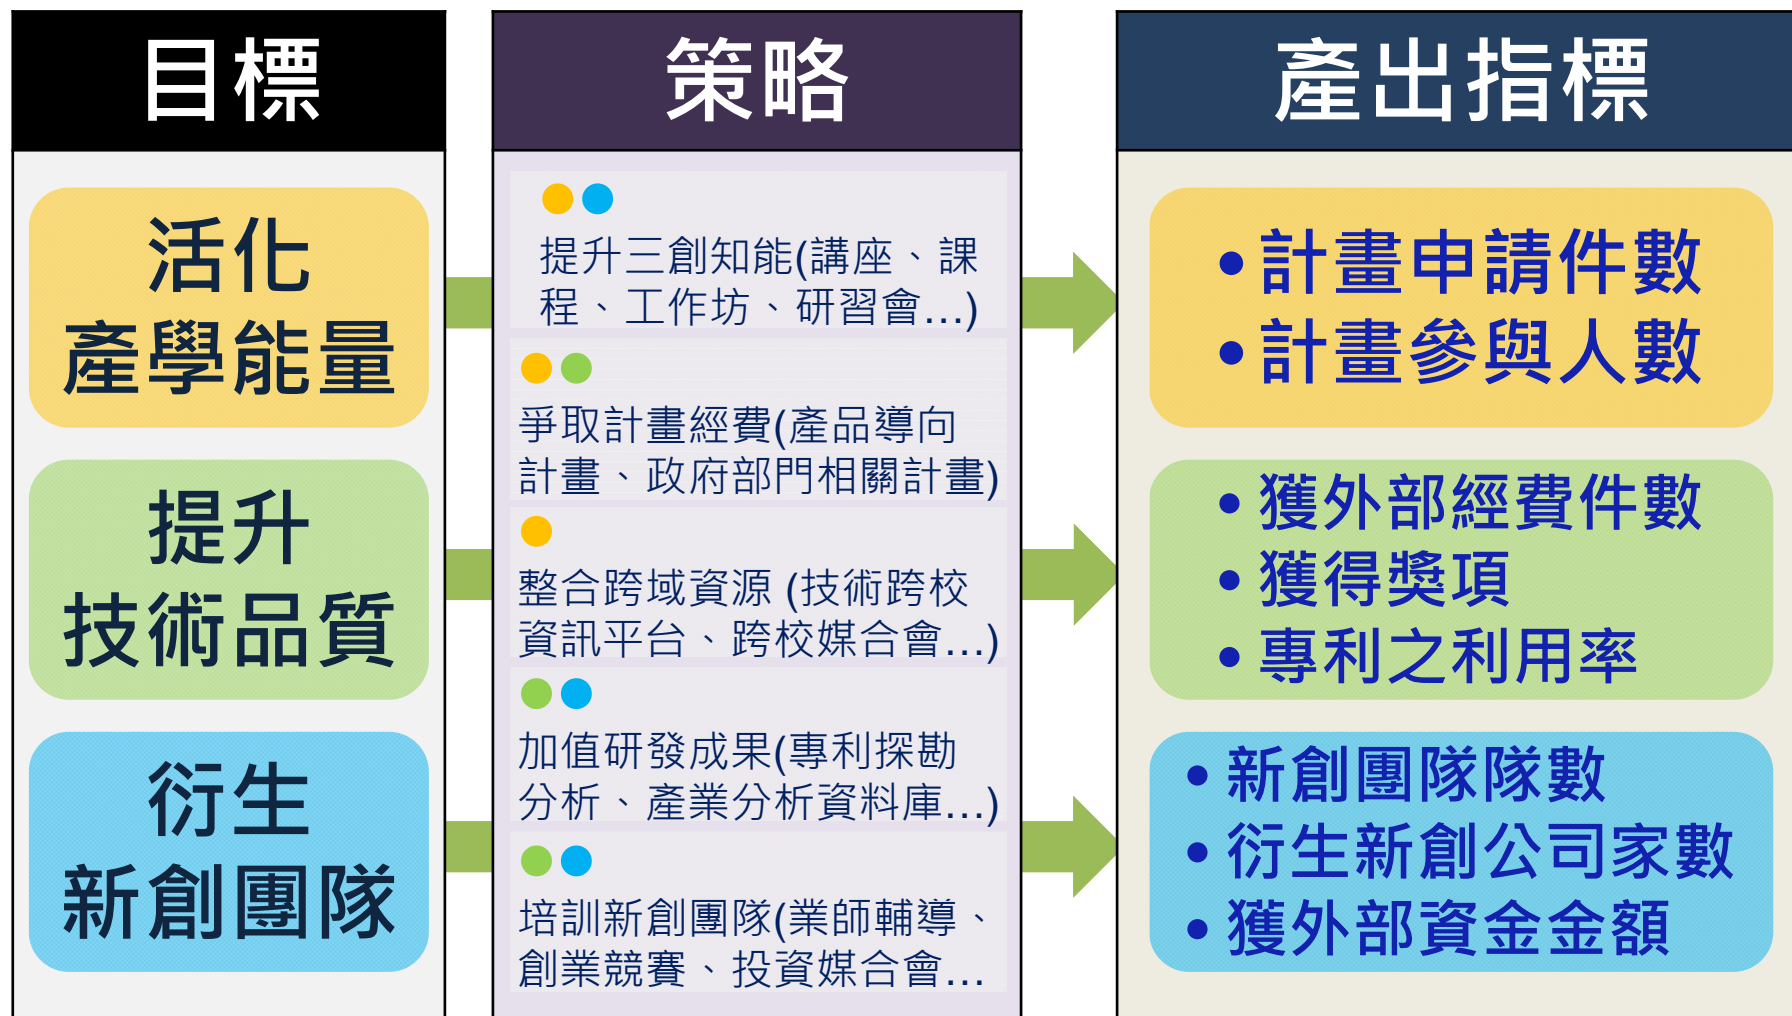 目標
活化
產學能量
提升
技術品質
衍生
新創團隊
策略
提升三創知能(講座、課
程、工作坊、研習會...)
爭取計畫經費(產品導向
計畫、政府部門相關計畫)
整合跨域資源 (技術跨校
資訊平台、跨校媒合會...)
加值研發成果(專利探勘
分析、產業分析資料庫...)
培訓新創團隊(業師輔導、
創業競賽、投資媒合會...
產出指標
•計畫申請件數
•計畫參與人數
•獲外部經費件數
•獲得獎項
•專利之利用率
•新創團隊隊數
•衍生新創公司家數
•獲外部資金金額